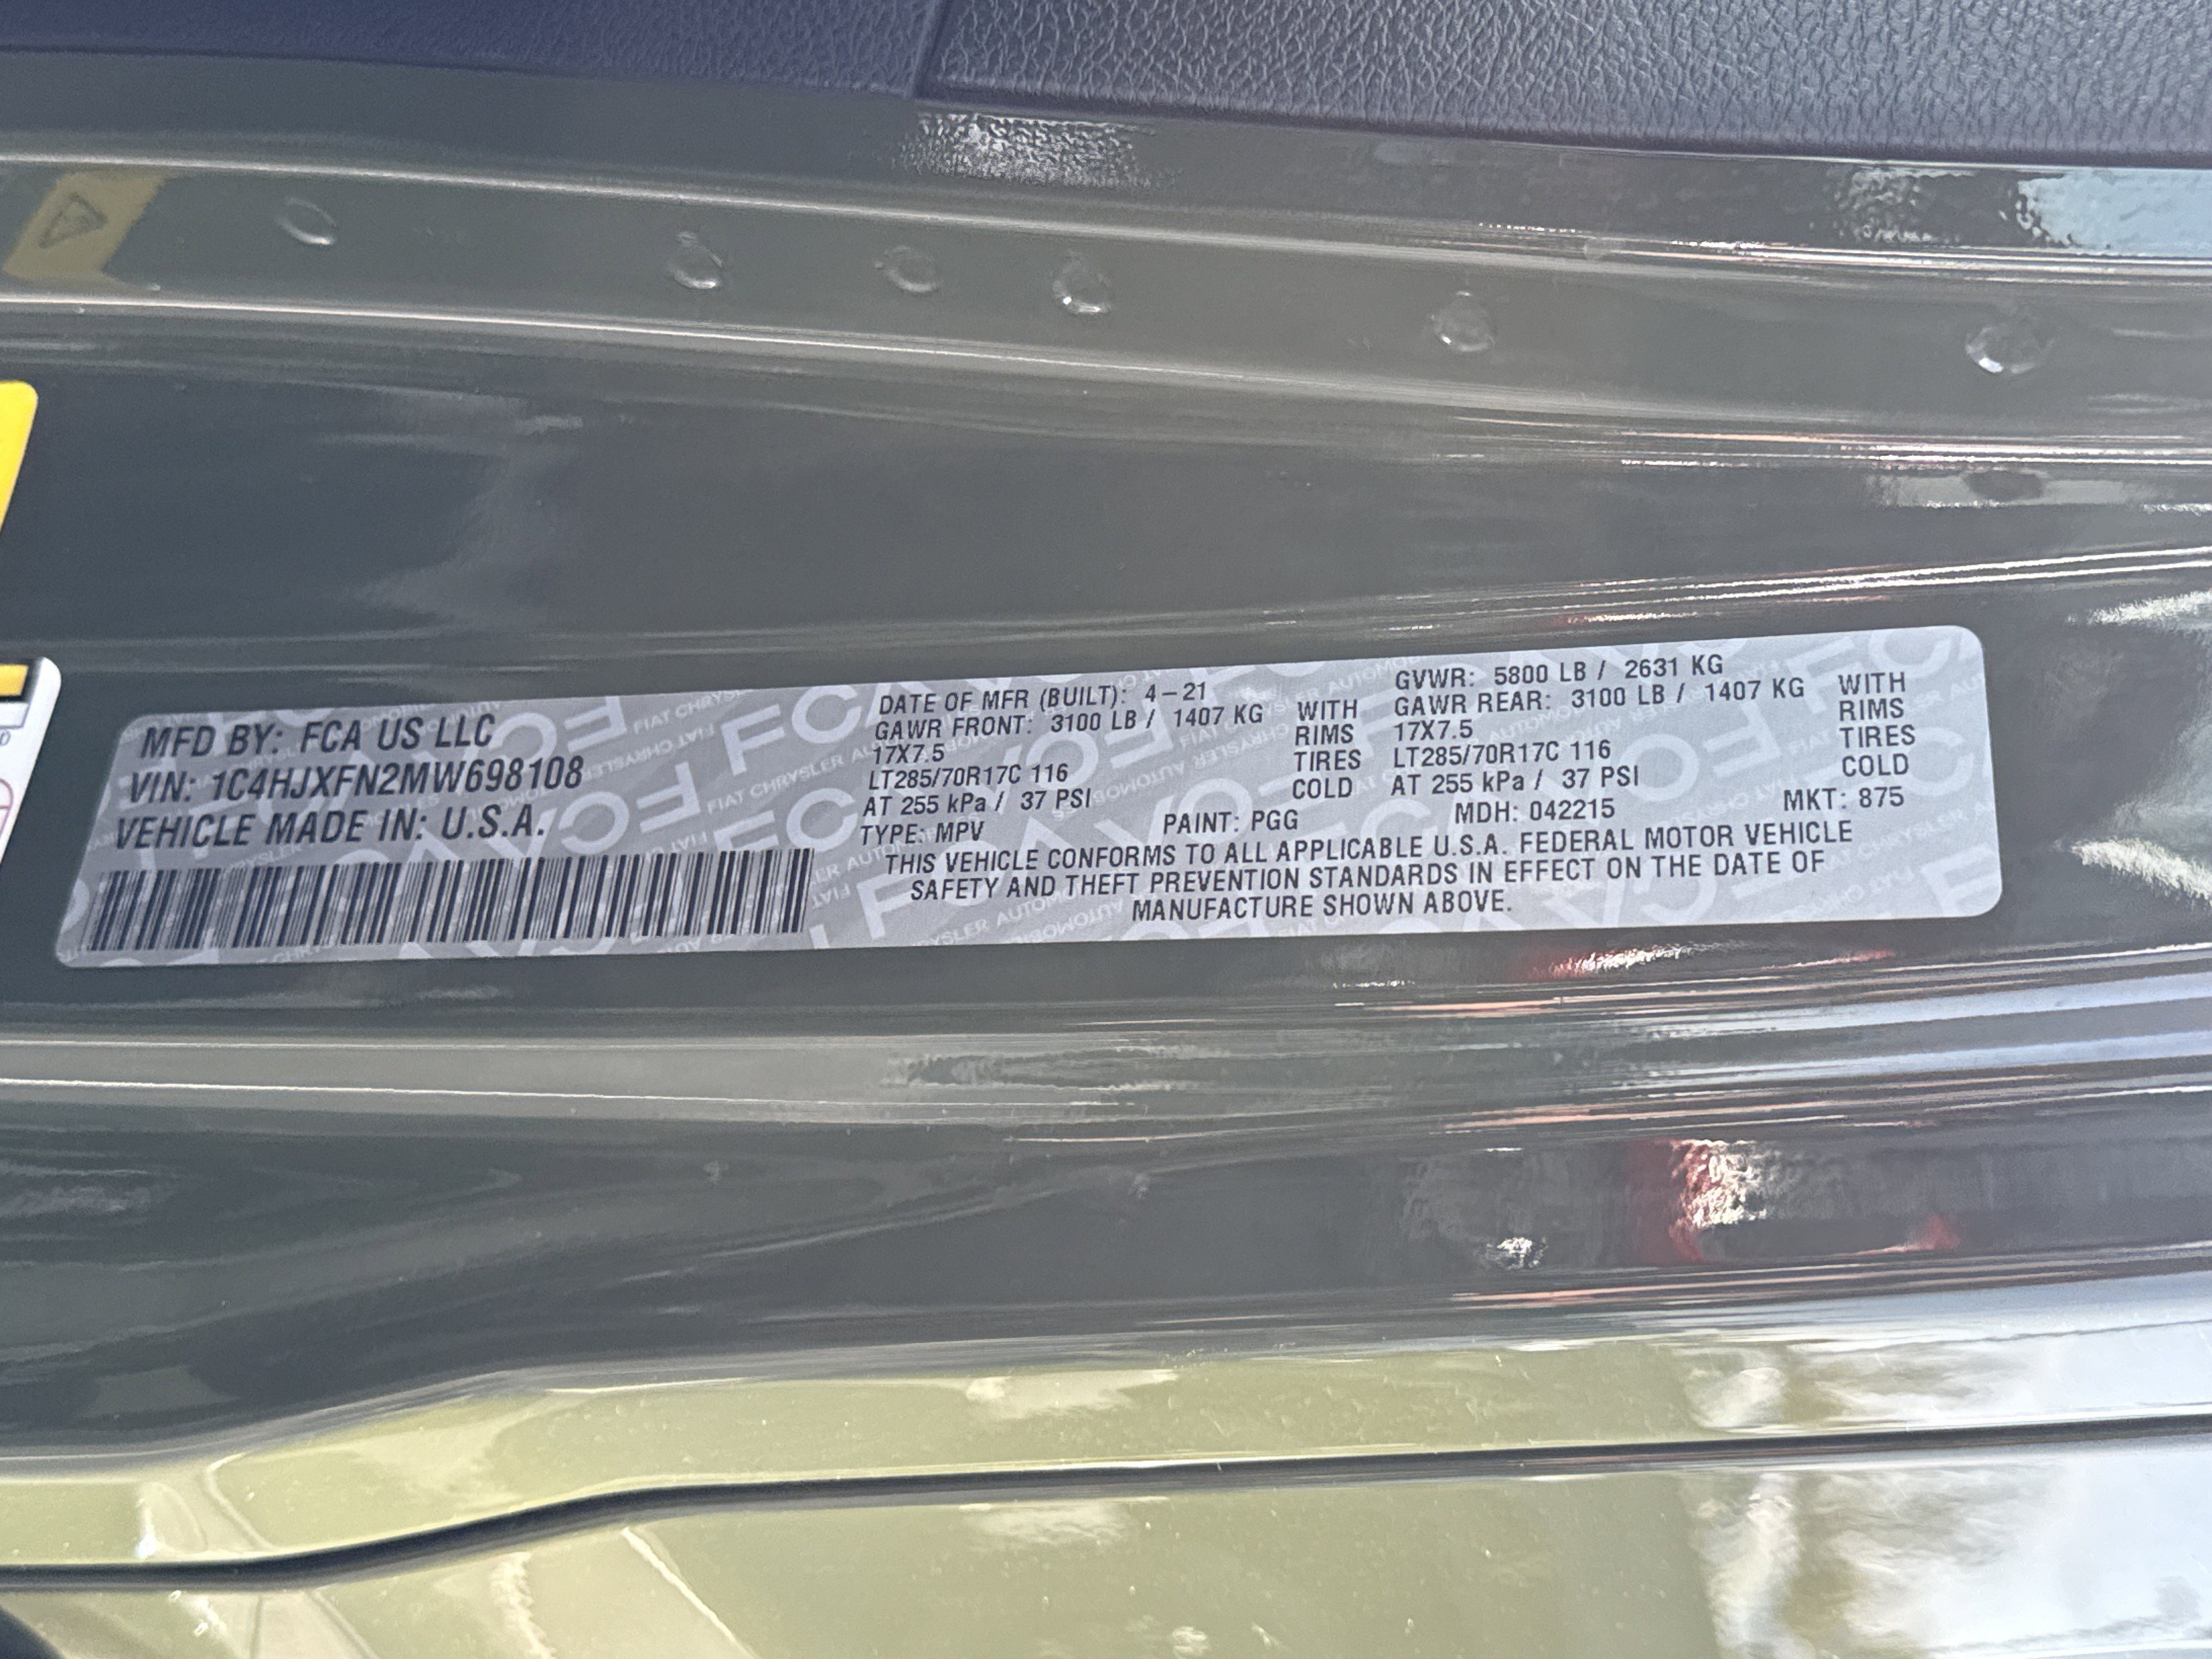 MFD BY: FCA US LLC
VIN: 1C4HJXFN2MW698108
VEHICLE MADE IN: U.S.A.
DATE OF MFR (BUILT): 4-21
GAWR FRONT: 3100 LB / 1407 KG WITH
17X7.5 RIMS
LT285/70R17C 116 TIRES
AT 255 kPa / 37 PSI COLD
GVWR: 5800 LB / 2631 KG
GAWR REAR: 3100 LB / 1407 KG WITH
17X7.5 RIMS
LT285/70R17C 116 TIRES
AT 255 kPa / 37 PSI COLD
TYPE: MPV PAINT: PGG MDH: 042215 MKT: 875
THIS VEHICLE CONFORMS TO ALL APPLICABLE U.S.A. FEDERAL MOTOR VEHICLE
SAFETY AND THEFT PREVENTION STANDARDS IN EFFECT ON THE DATE OF
MANUFACTURE SHOWN ABOVE.